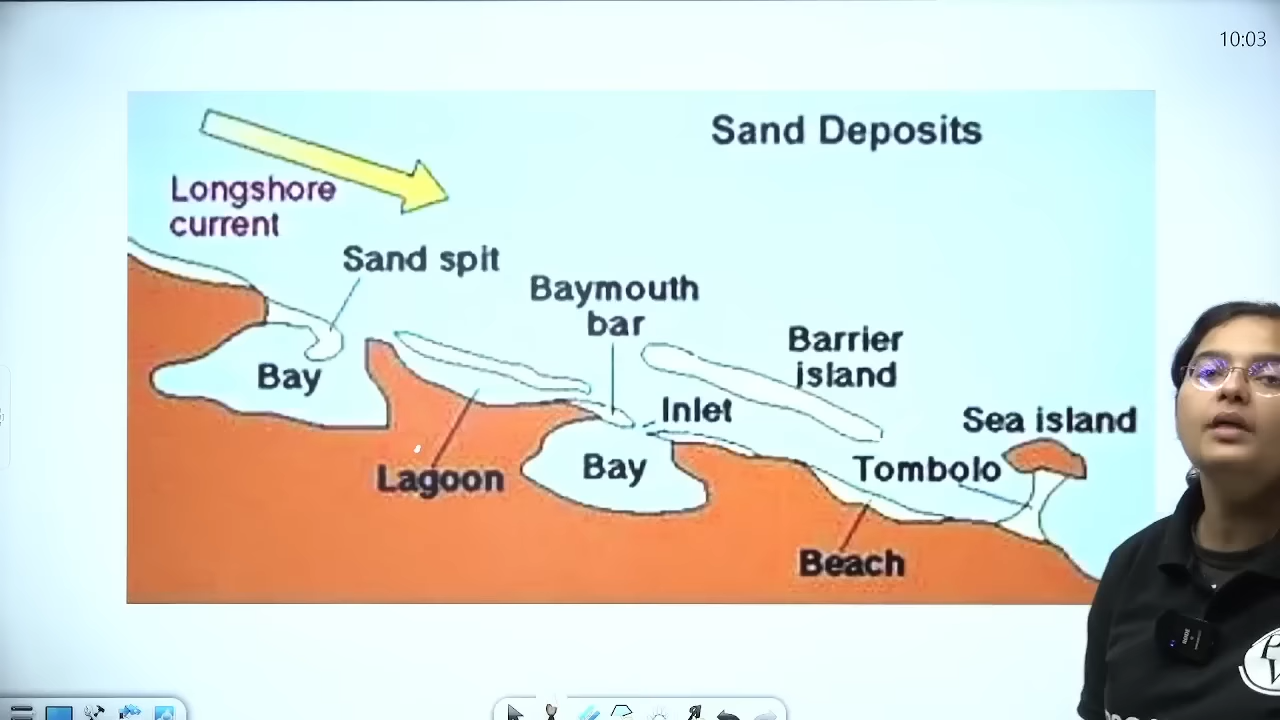 10:03
Sand Deposits
Longshore
current
Sand spit
Baymouth
bar
Barrier
island
Bay
Inlet
Sea island
Lagoon
Bay
Tombolo
Beach
P
W